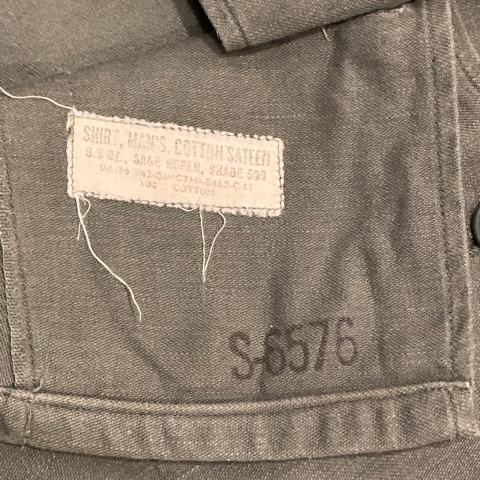 SHIRT, MAN'S, COTTON SATEEN
8.5 OZ., SAGE GREEN, SHADE 509
100 COTTON
S-6576